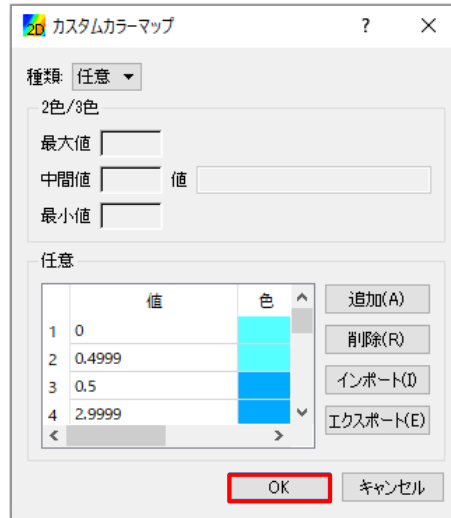 2D カスタムカラーマップ ? ×
種類: 任意
2色/3色
最大値
中間値 値
最小値
任意
値 色
1 0
2 0.4999
3 0.5
4 2.9999
追加(A)
削除(R)
インポート(I)
エクスポート(E)
OK キャンセル